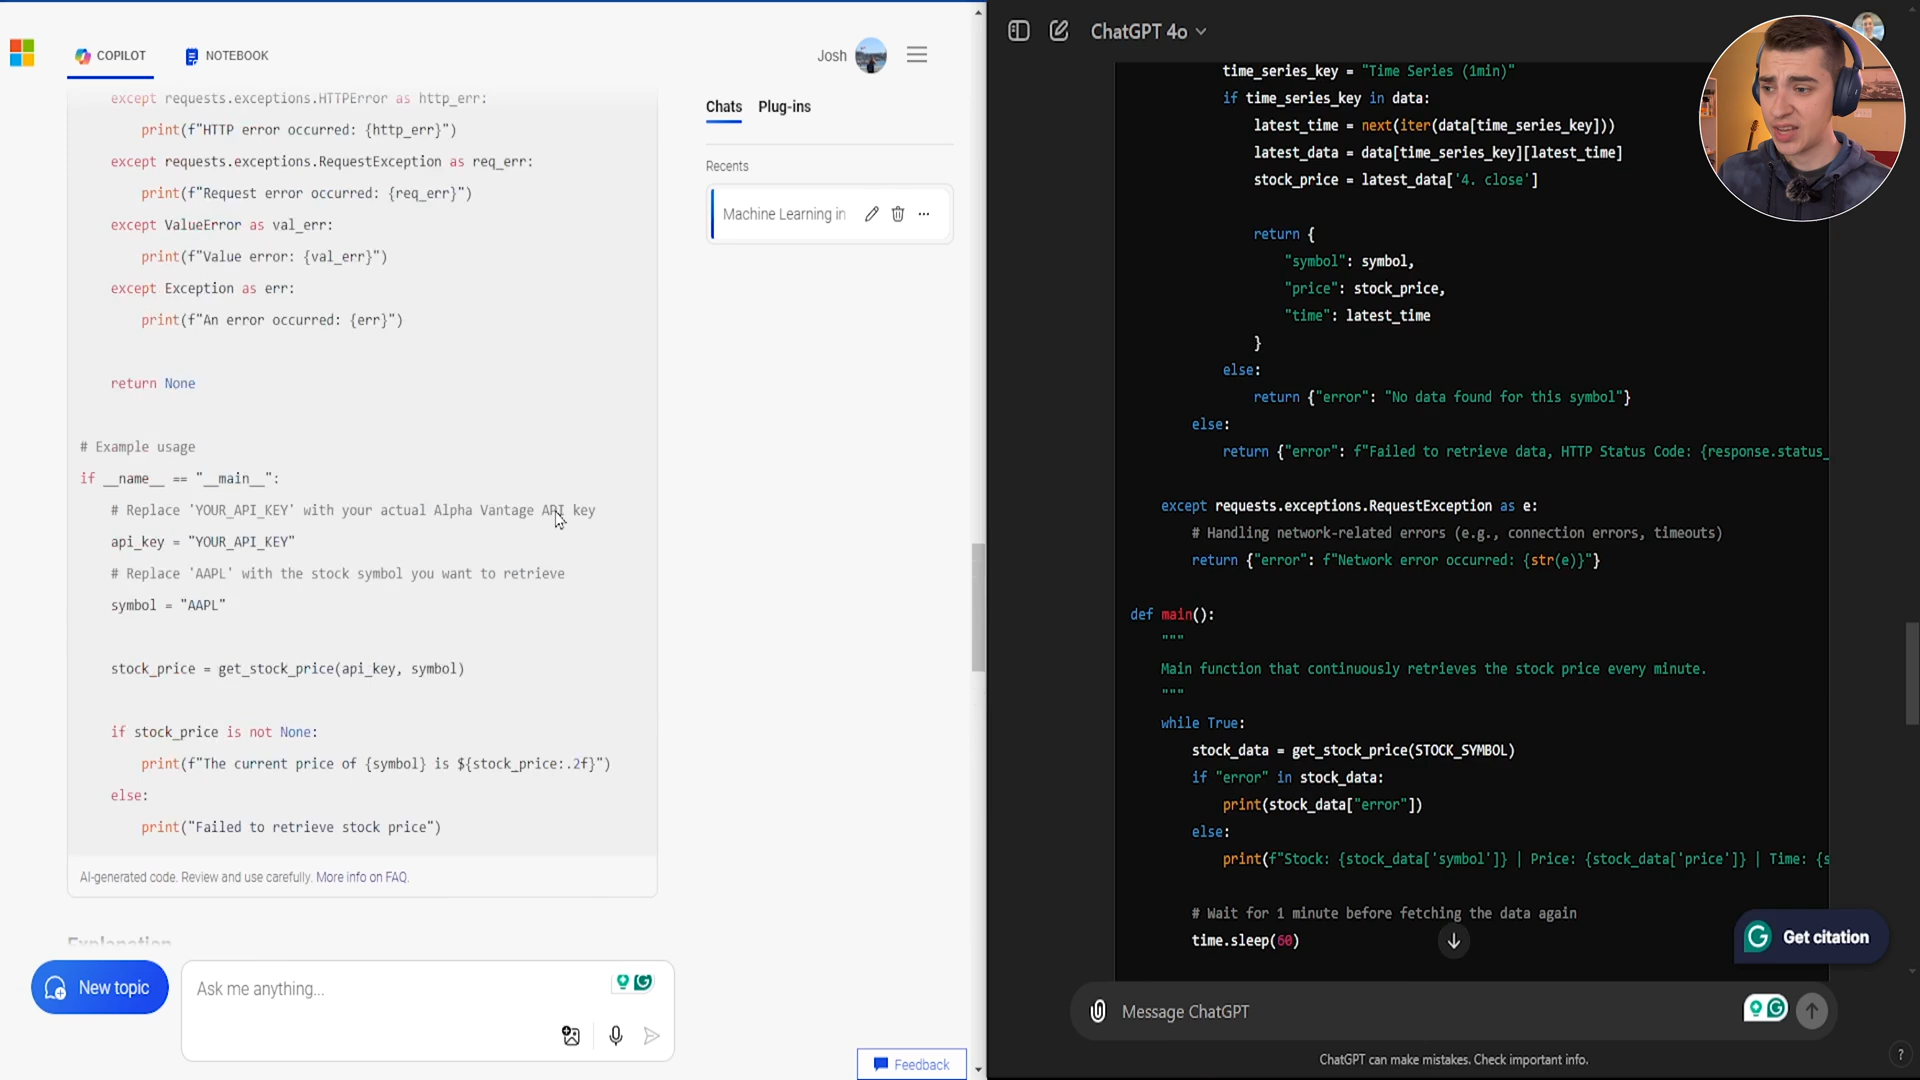 COPILOT
NOTEBOOK
Josh
except requests.exceptions.HTTPError as http_err:
print(f"HTTP error occurred: {http_err}")
except requests.exceptions.RequestException as req_err:
print(f"Request error occurred: {req_err}")
except ValueError as val_err:
print(f"Value error: {val_err}")
except Exception as err:
print(f"An error occurred: {err}")
return None
# Example usage
if __name__ == "__main__":
# Replace 'YOUR_API_KEY' with your actual Alpha Vantage API key
api_key = "YOUR_API_KEY"
# Replace 'AAPL' with the stock symbol you want to retrieve
symbol = "AAPL"
stock_price = get_stock_price(api_key, symbol)
if stock_price is not None:
print(f"The current price of {symbol} is ${stock_price:.2f}")
else:
print("Failed to retrieve stock price")
AI-generated code. Review and use carefully. More info on FAQ.
Explanation
New topic
Ask me anything...
Chats Plug-ins
Recents
Machine Learning in
Feedback
ChatGPT 4o
time_series_key = "Time Series (1min)"
if time_series_key in data:
latest_time = next(iter(data[time_series_key]))
latest_data = data[time_series_key][latest_time]
stock_price = latest_data['4. close']
return {
"symbol": symbol,
"price": stock_price,
"time": latest_time
}
else:
return {"error": "No data found for this symbol"}
else:
return {"error": f"Failed to retrieve data, HTTP Status Code: {response.status_
except requests.exceptions.RequestException as e:
# Handling network-related errors (e.g., connection errors, timeouts)
return {"error": f"Network error occurred: {str(e)}"}
def main():
"""
Main function that continuously retrieves the stock price every minute.
"""
while True:
stock_data = get_stock_price(STOCK_SYMBOL)
if "error" in stock_data:
print(stock_data["error"])
else:
print(f"Stock: {stock_data['symbol']} | Price: {stock_data['price']} | Time: {s
# Wait for 1 minute before fetching the data again
time.sleep(60)
Get citation
Message ChatGPT
ChatGPT can make mistakes. Check important info.
?